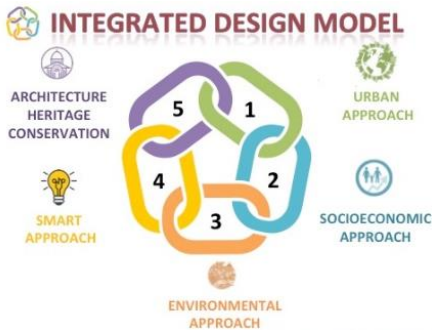 INTEGRATED DESIGN MODEL
ARCHITECTURE
HERITAGE
CONSERVATION
5
1
URBAN
APPROACH
4
2
SMART
APPROACH
3
SOCIOECONOMIC
APPROACH
ENVIRONMENTAL
APPROACH